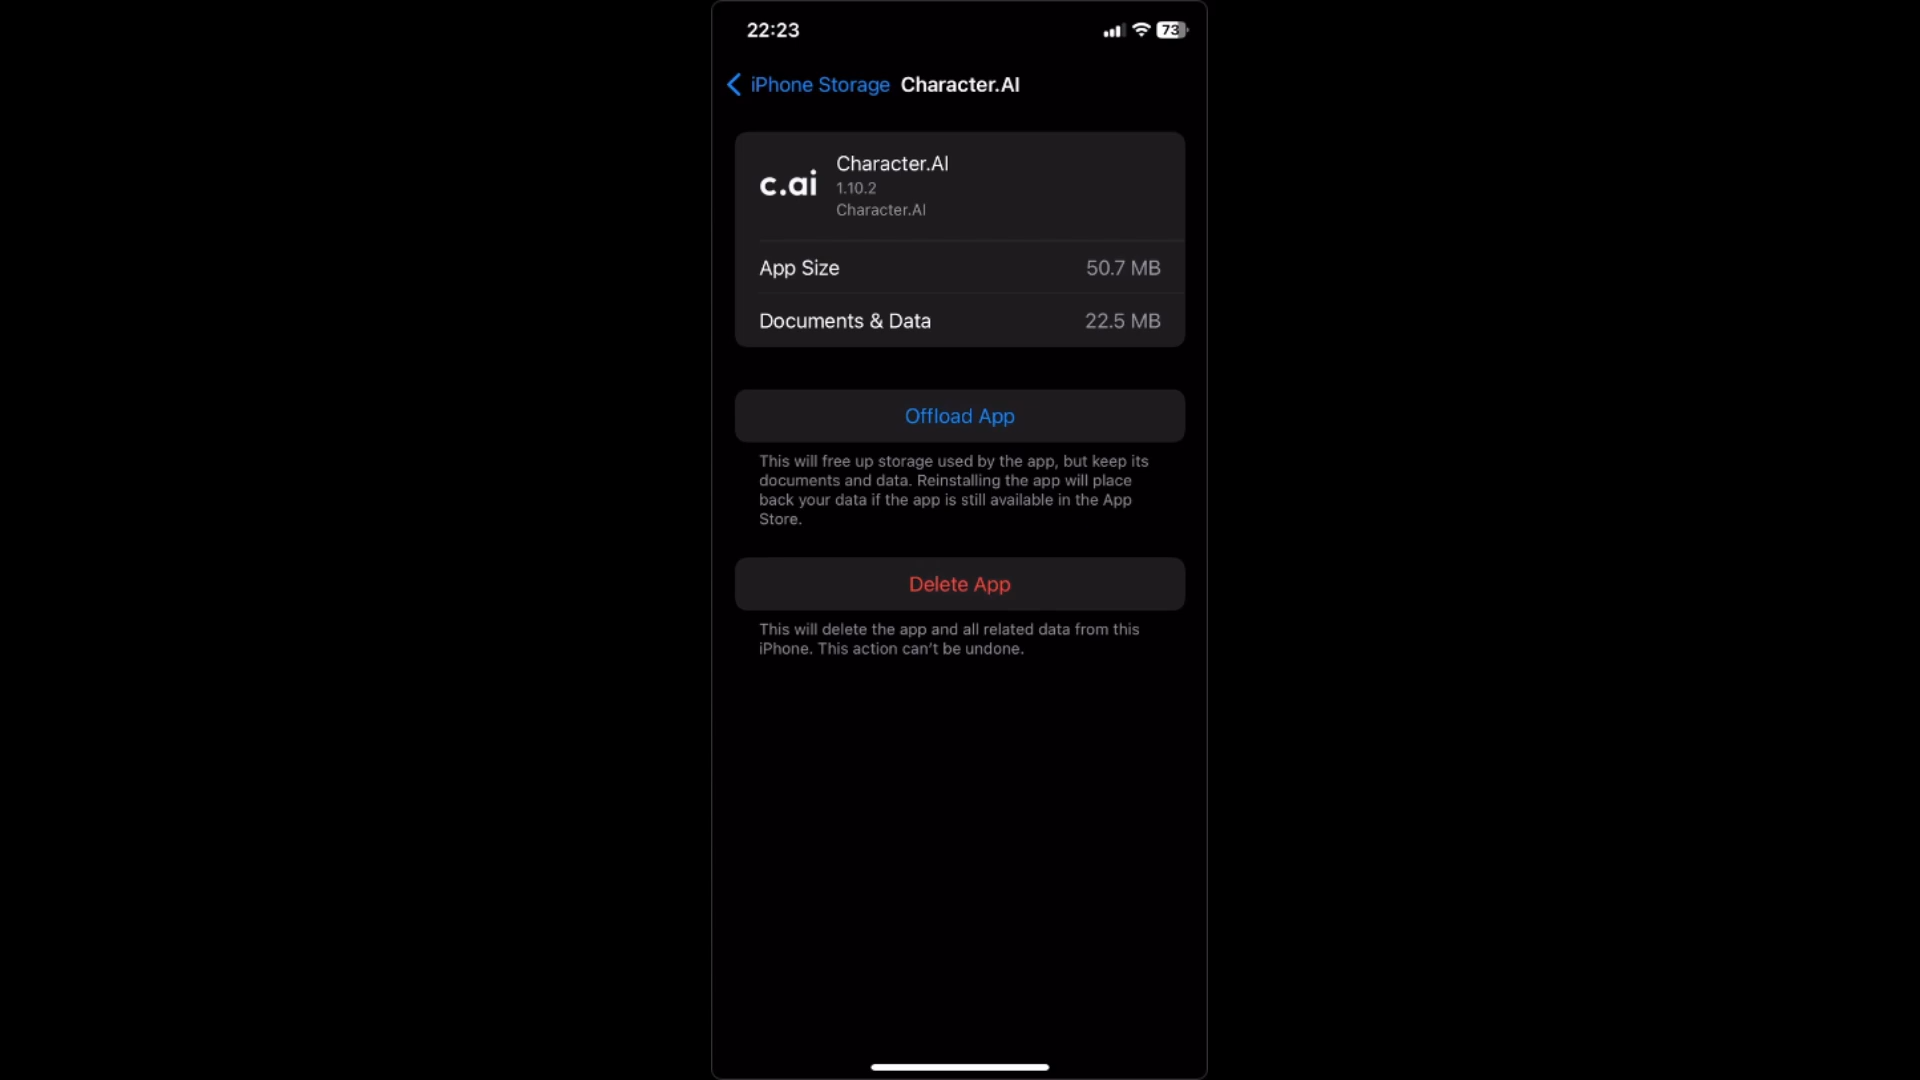 22:23
73
iPhone Storage Character.AI
c.ai
Character.AI
1.10.2
Character.AI
App Size 50.7 MB
Documents & Data 22.5 MB
Offload App
This will free up storage used by the app, but keep its
documents and data. Reinstalling the app will place
back your data if the app is still available in the App
Store.
Delete App
This will delete the app and all related data from this
iPhone. This action can't be undone.